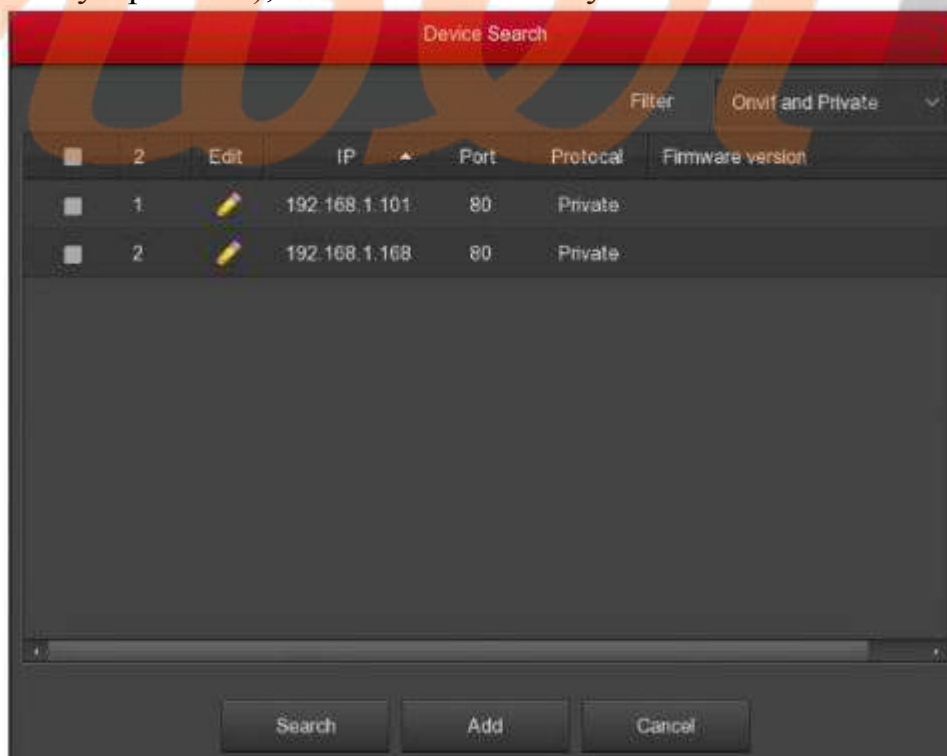 Device Search
Filter Onvif and Private
2 Edit IP Port Protocal Firmware version
1 192.168.1.101 80 Private
2 192.168.1.168 80 Private
Search Add Cancel